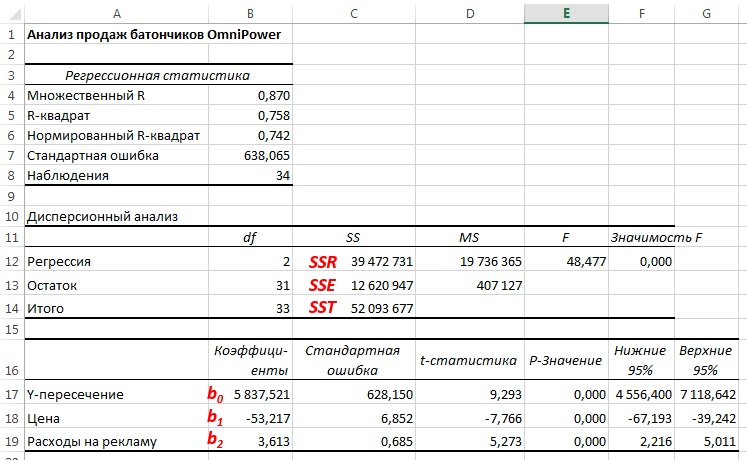 A B C D E F G
1 Анализ продаж батончиков OmniPower
2
3 Регрессионная статистика
4 Множественный R 0,870
5 R-квадрат 0,758
6 Нормированный R-квадрат 0,742
7 Стандартная ошибка 638,065
8 Наблюдения 34
9
10 Дисперсионный анализ
11 df SS MS F Значимость F
12 Регрессия 2 SSR 39 472 731 19 736 365 48,477 0,000
13 Остаток 31 SSE 12 620 947 407 127
14 Итого 33 SST 52 093 677
15
16 Коэффици-енты Стандартная ошибка t-статистика P-Значение Нижние 95% Верхние 95%
17 Y-пересечение b0 5 837,521 628,150 9,293 0,000 4 556,400 7 118,642
18 Цена b1 -53,217 6,852 -7,766 0,000 -67,193 -39,242
19 Расходы на рекламу b2 3,613 0,685 5,273 0,000 2,216 5,011